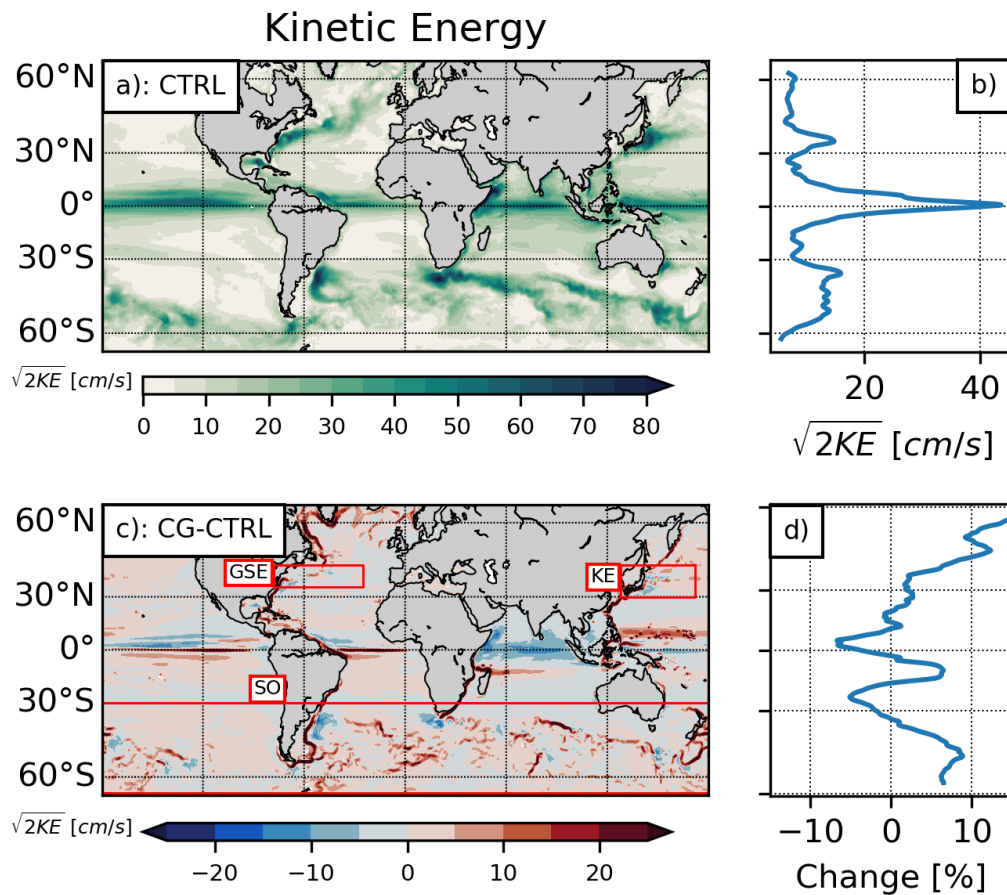 Kinetic Energy
a): CTRL
b)
60°N
30°N
0°
30°S
60°S
√2KE [cm/s]
0 10 20 30 40 50 60 70 80
20 40
√2KE [cm/s]
c): CG-CTRL
d)
GSE
KE
SO
60°N
30°N
0°
30°S
60°S
√2KE [cm/s]
−20 −10 0 10 20
−10 0 10
Change [%]